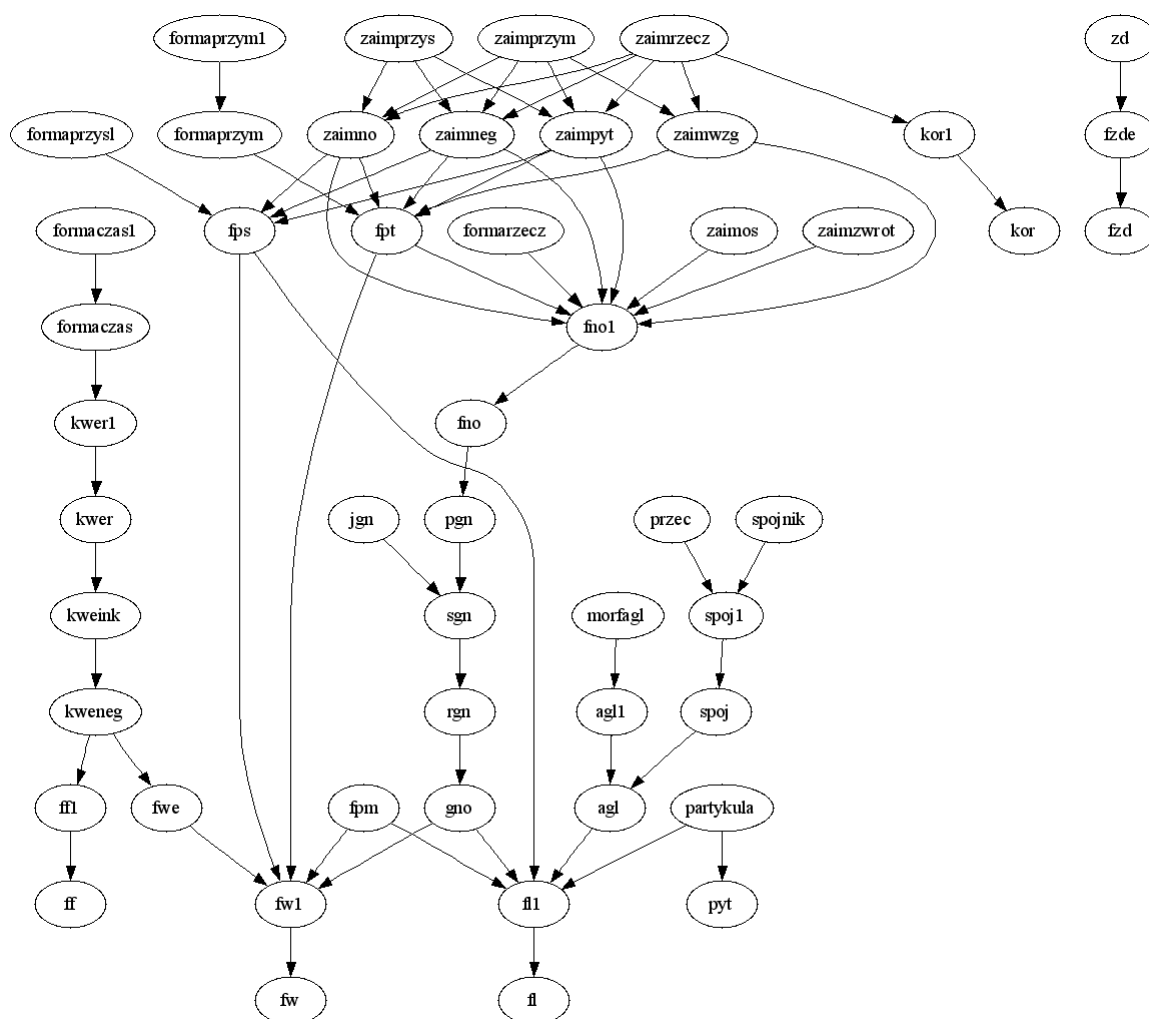 formaprzym1 zaimprzys zaimprzym zaimrzecz zd
formaprzysl formaprzym zaimno zaimneg zaimpyt zaimwzg kor1 fzde
formaczas1 fps fpt formarzecz zaimos zaimzwrot kor fzd
formaczas fno1
kwer1 fno
kwer jgn pgn przec spojnik
kweink sgn morfagl spoj1
kweneg rgn agl1 spoj
ff1 fwe fpm gno agl partykula
ff fw1 fl1 pyt
fw fl